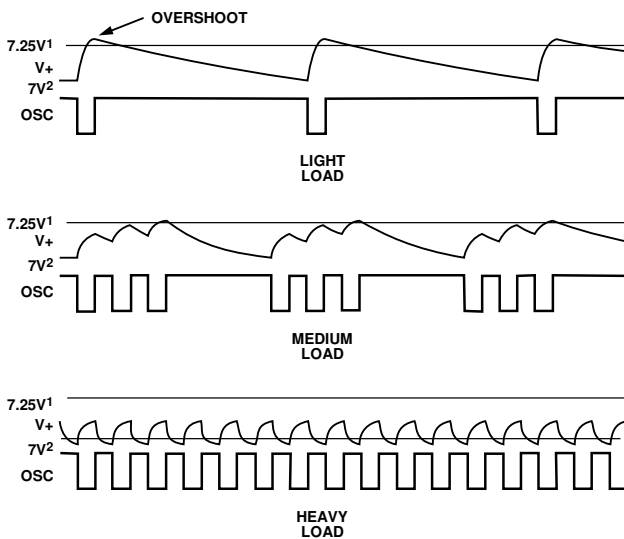 OVERSHOOT
7.25V1
V+
7V2
OSC
LIGHT
LOAD
7.25V1
V+
7V2
OSC
MEDIUM
LOAD
7.25V1
V+
7V2
OSC
HEAVY
LOAD